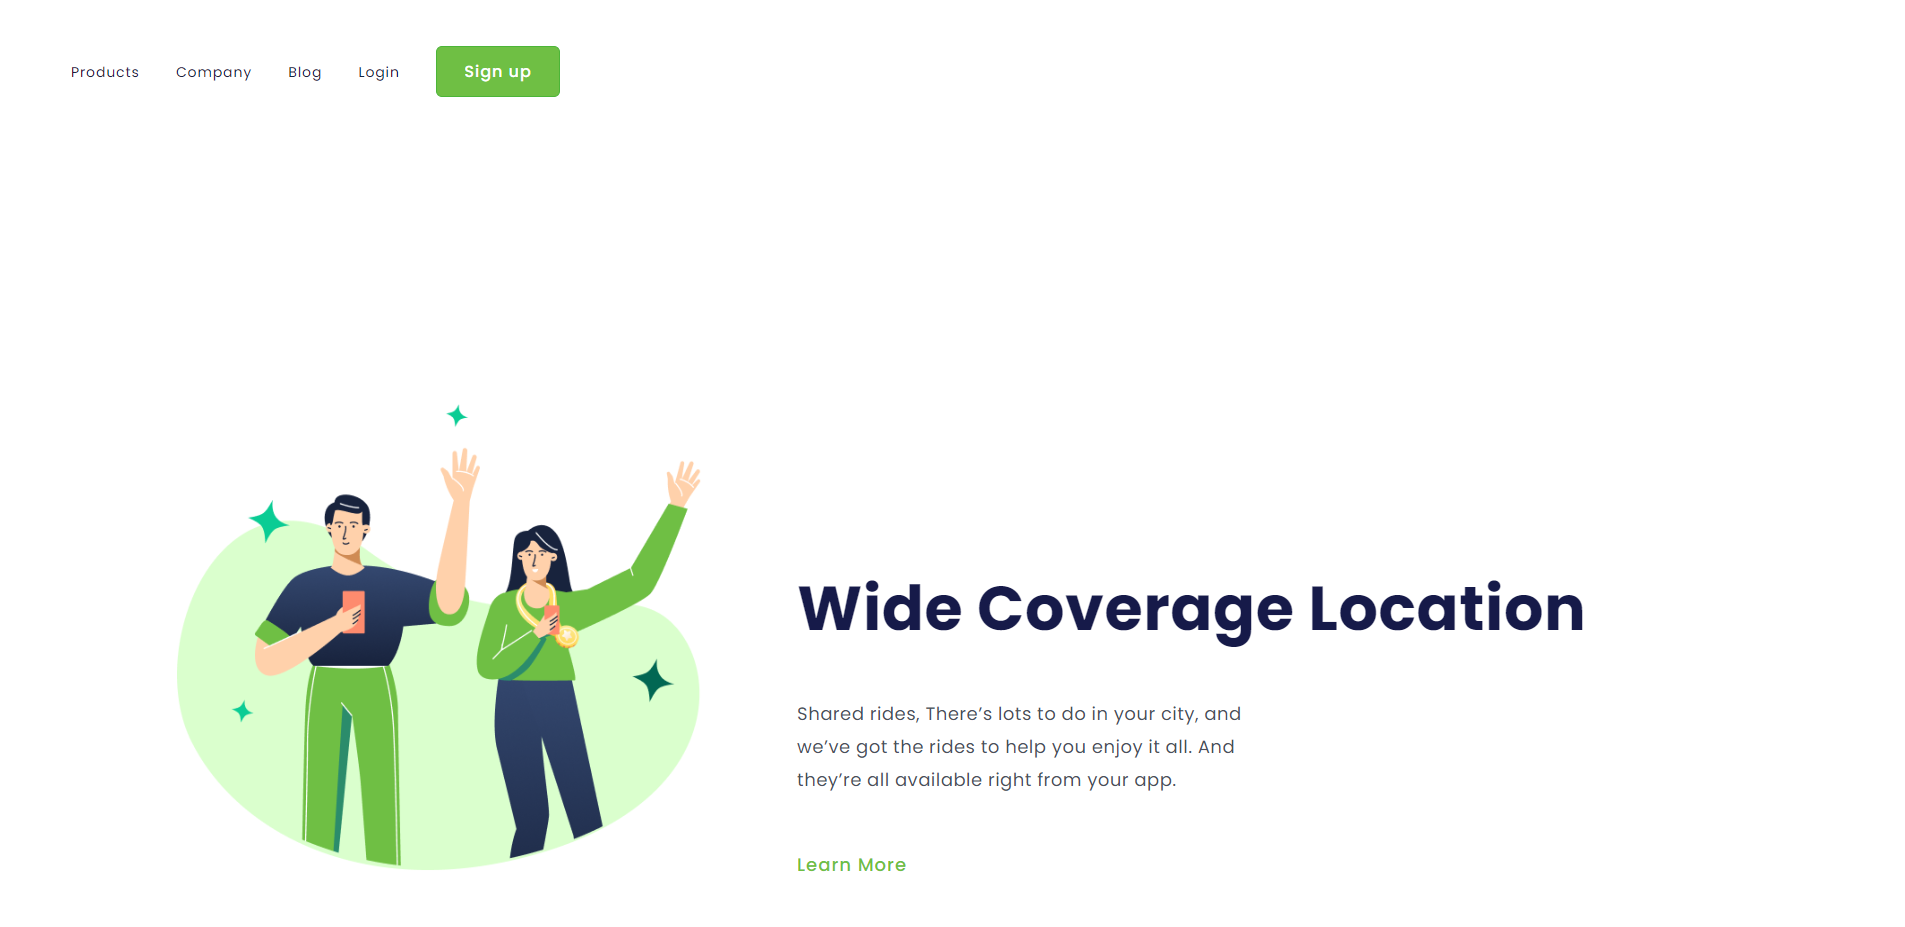 Products Company Blog Login Sign up
Wide Coverage Location
Shared rides, There’s lots to do in your city, and
we’ve got the rides to help you enjoy it all. And
they’re all available right from your app.
Learn More